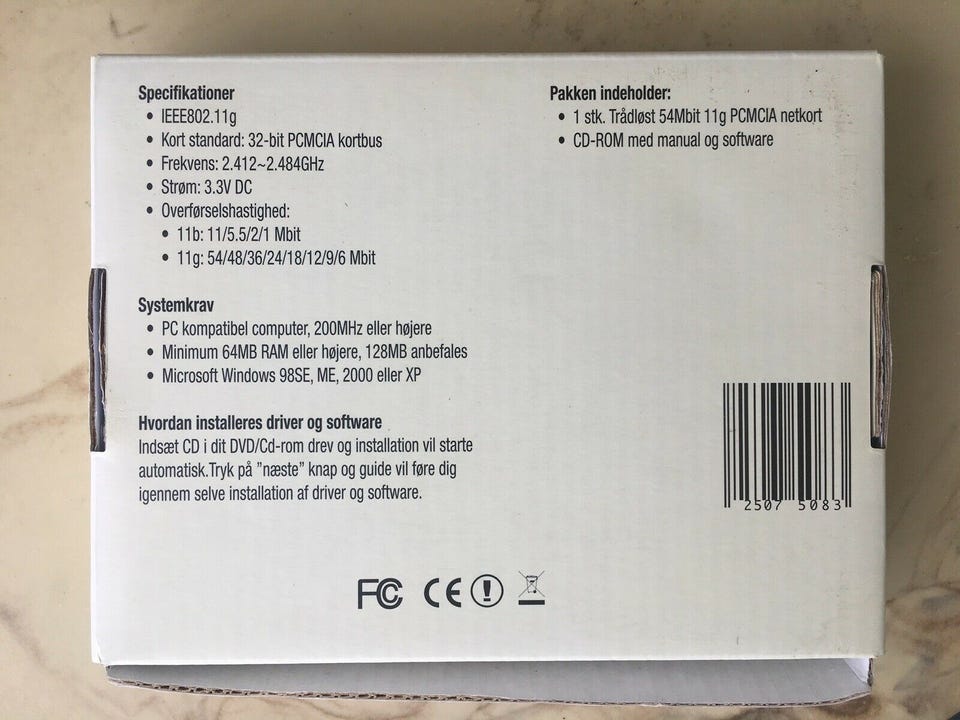 Specifikationer
• IEEE802.11g
• Kort standard: 32-bit PCMCIA kortbus
• Frekvens: 2.412~2.484GHz
• Strøm: 3.3V DC
• Overførselshastighed:
• 11b: 11/5.5/2/1 Mbit
• 11g: 54/48/36/24/18/12/9/6 Mbit
Systemkrav
• PC kompatibel computer, 200MHz eller højere
• Minimum 64MB RAM eller højere, 128MB anbefales
• Microsoft Windows 98SE, ME, 2000 eller XP
Hvordan installeres driver og software
Indsæt CD i dit DVD/Cd-rom drev og installation vil starte
automatisk.Tryk på ”næste” knap og guide vil føre dig
igennem selve installation af driver og software.
Pakken indeholder:
• 1 stk. Trådløst 54Mbit 11g PCMCIA netkort
• CD-ROM med manual og software
2507 5083
FC CE